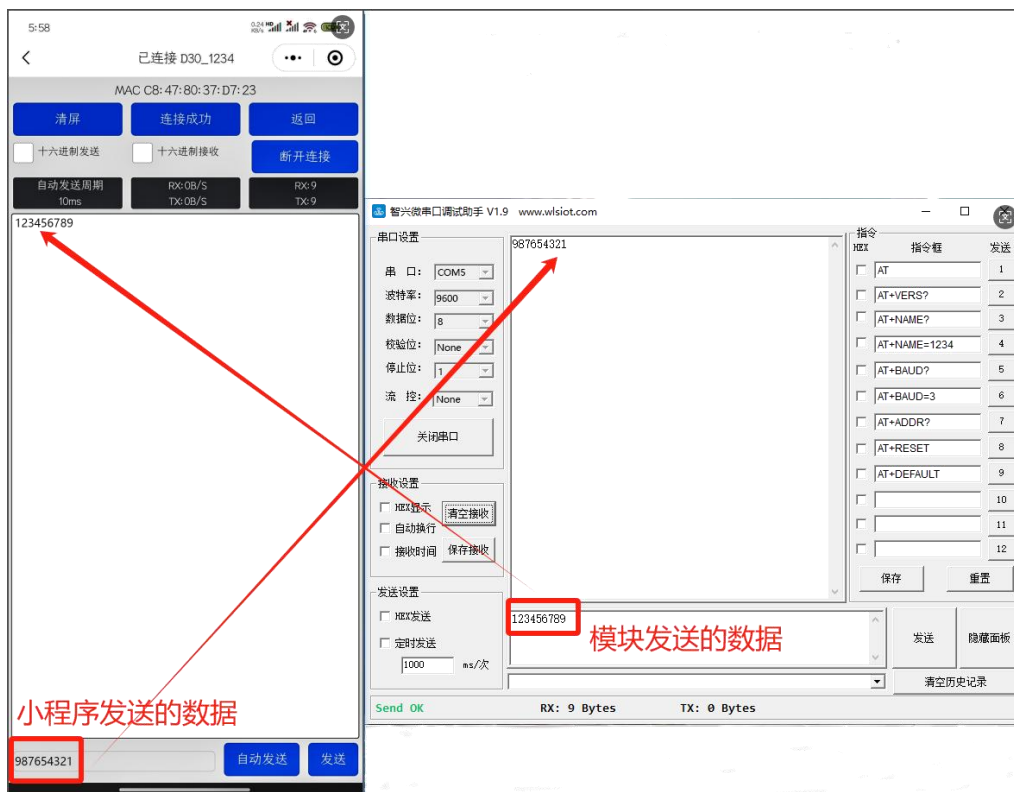 5:58
0.24 KB/s HD
已连接 D30_1234
MAC C8:47:80:37:D7:23
清屏
连接成功
返回
十六进制发送
十六进制接收
断开连接
自动发送周期
10ms
RX:0B/S
TX:0B/S
RX:9
TX:9
123456789
小程序发送的数据
987654321
自动发送
发送
智兴微串口调试助手 V1.9 www.wlsiot.com
串口设置
串 口: COM5
波特率: 9600
数据位: 8
校验位: None
停止位: 1
流 控: None
关闭串口
接收设置
HEX显示
清空接收
自动换行
接收时间
保存接收
发送设置
HEX发送
定时发送
1000 ms/次
987654321
123456789
模块发送的数据
指令
HEX 指令框 发送
AT 1
AT+VERS? 2
AT+NAME? 3
AT+NAME=1234 4
AT+BAUD? 5
AT+BAUD=3 6
AT+ADDR? 7
AT+RESET 8
AT+DEFAULT 9
10
11
12
保存
重置
发送
隐藏面板
清空历史记录
Send OK RX: 9 Bytes TX: 0 Bytes